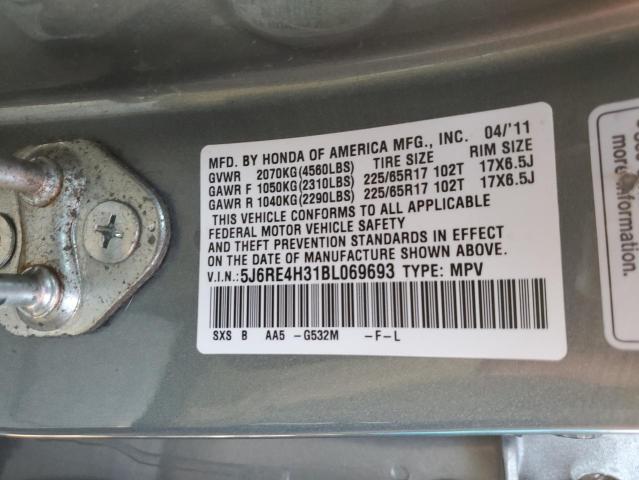 MFD. BY HONDA OF AMERICA MFG., INC. 04/'11
GVWR 2070KG(4560LBS) TIRE SIZE RIM SIZE
GAWR F 1050KG(2310LBS) 225/65R17 102T 17X6.5J
GAWR R 1040KG(2290LBS) 225/65R17 102T 17X6.5J
THIS VEHICLE CONFORMS TO ALL APPLICABLE
FEDERAL MOTOR VEHICLE SAFETY
AND THEFT PREVENTION STANDARDS IN EFFECT
ON THE DATE OF MANUFACTURE SHOWN ABOVE.
V.I.N.: 5J6RE4H31BL069693 TYPE: MPV
SXS B AA5 -G532M -F-L
information.